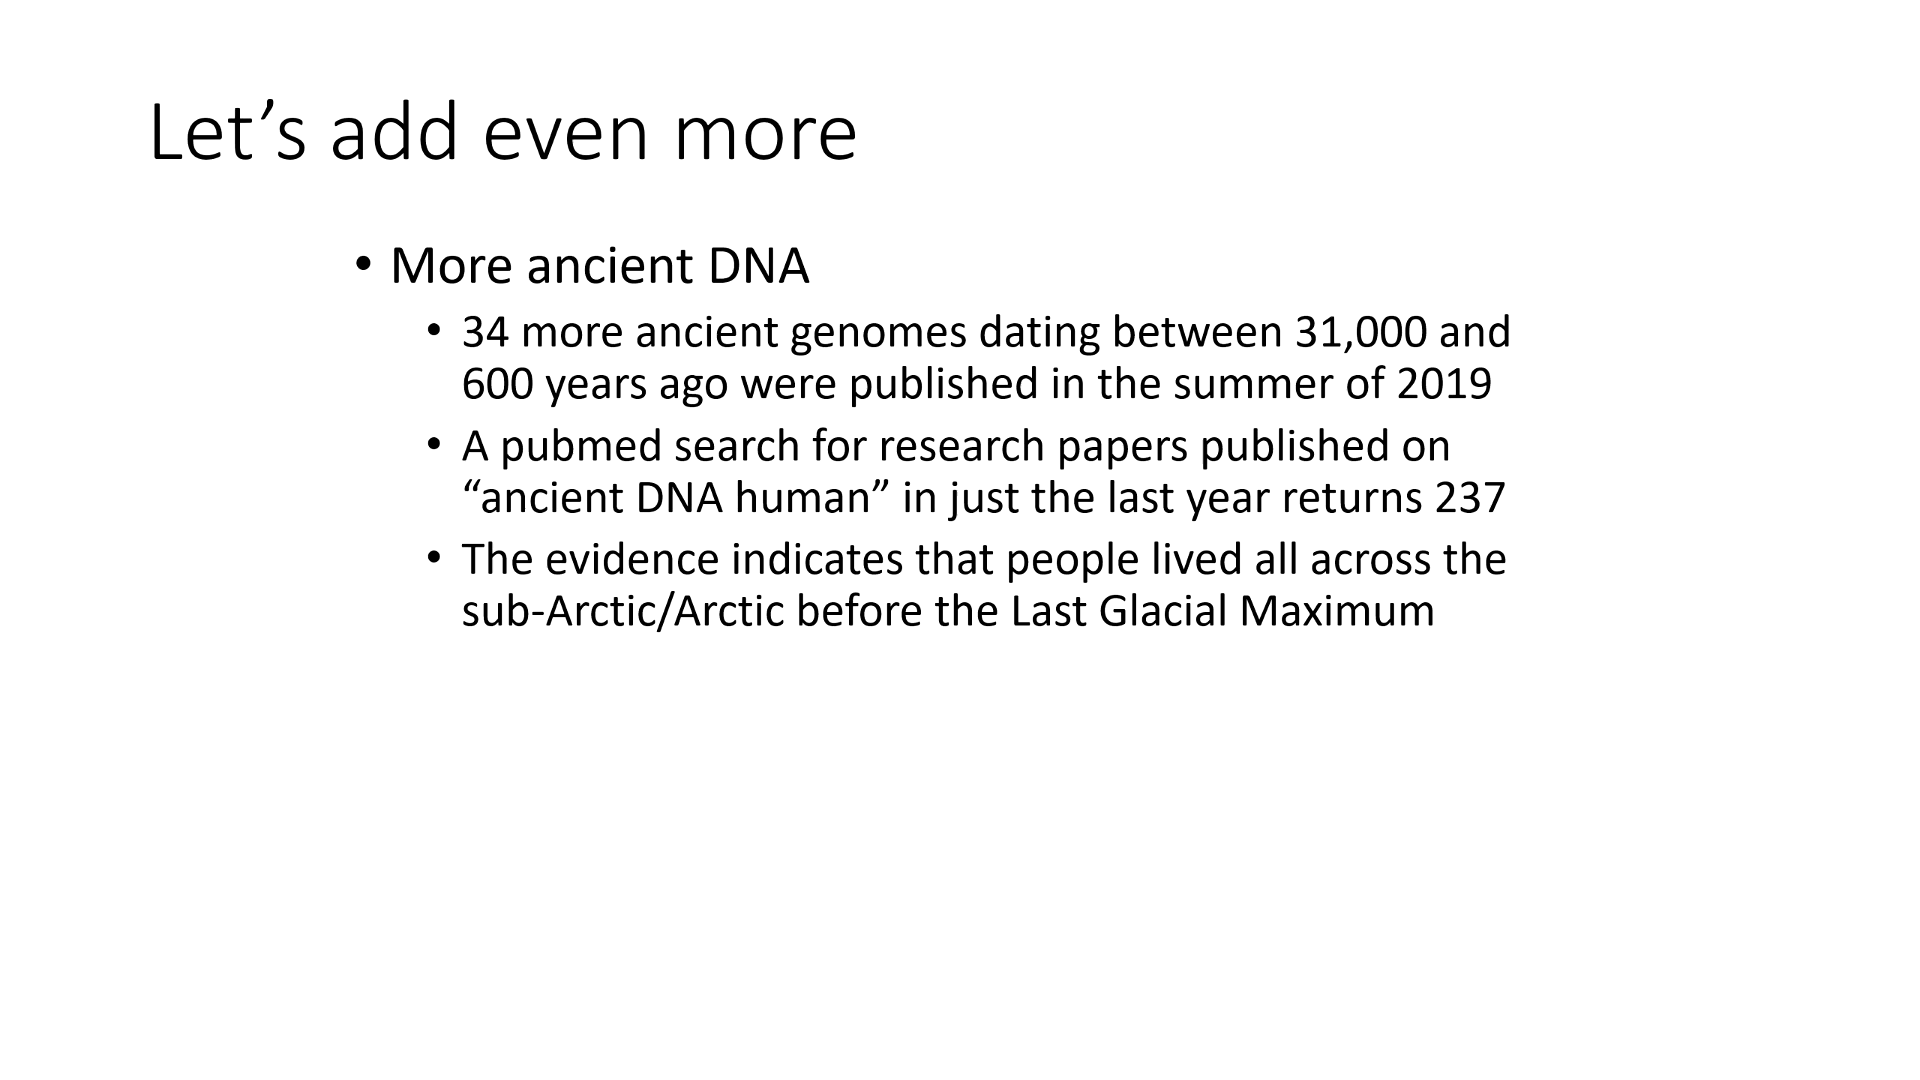 Let’s add even more
• More ancient DNA
• 34 more ancient genomes dating between 31,000 and
600 years ago were published in the summer of 2019
• A pubmed search for research papers published on
“ancient DNA human” in just the last year returns 237
• The evidence indicates that people lived all across the
sub-Arctic/Arctic before the Last Glacial Maximum